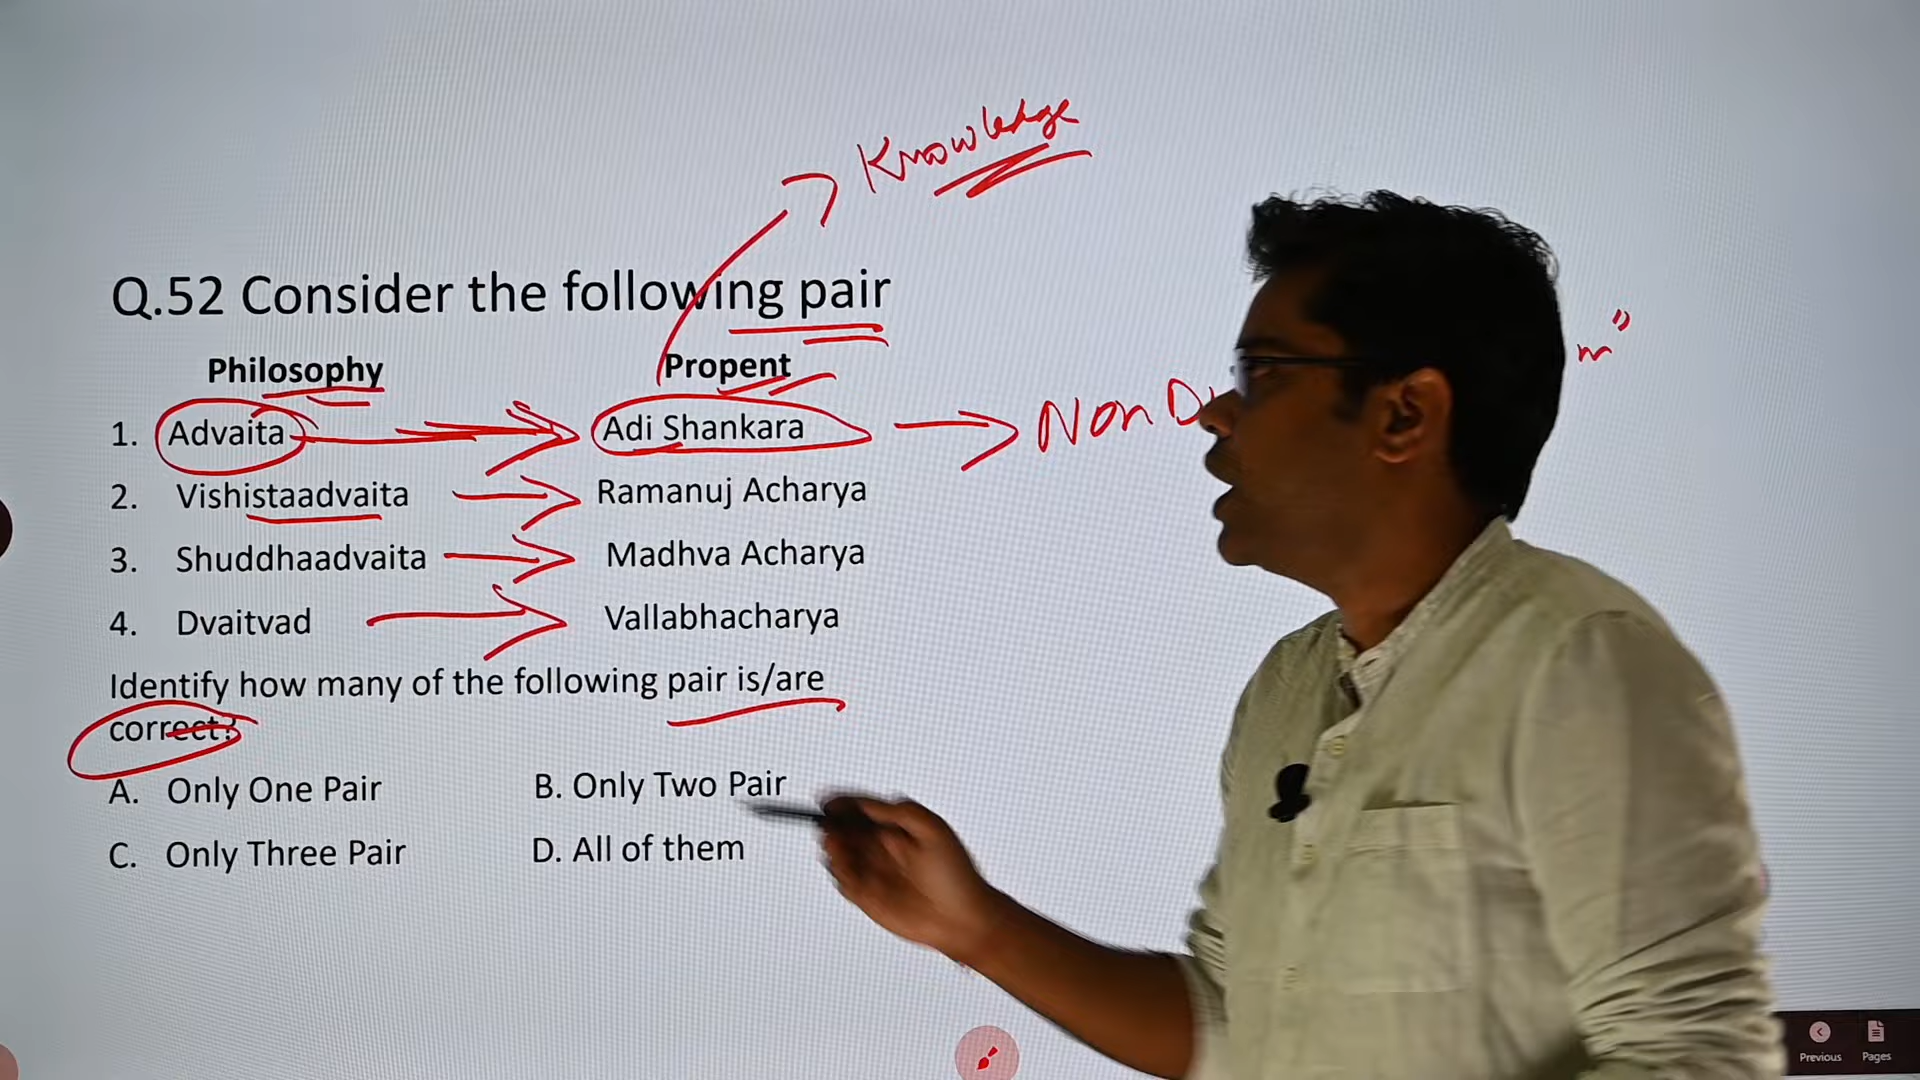 Knowledge
Q.52 Consider the following pair
Philosophy Propent
1. Advaita Adi Shankara Non
2. Vishistaadvaita Ramanuj Acharya
3. Shuddhaadvaita Madhva Acharya
4. Dvaitvad Vallabhacharya
Identify how many of the following pair is/are
correct?
A. Only One Pair B. Only Two Pair
C. Only Three Pair D. All of them
Previous Pages